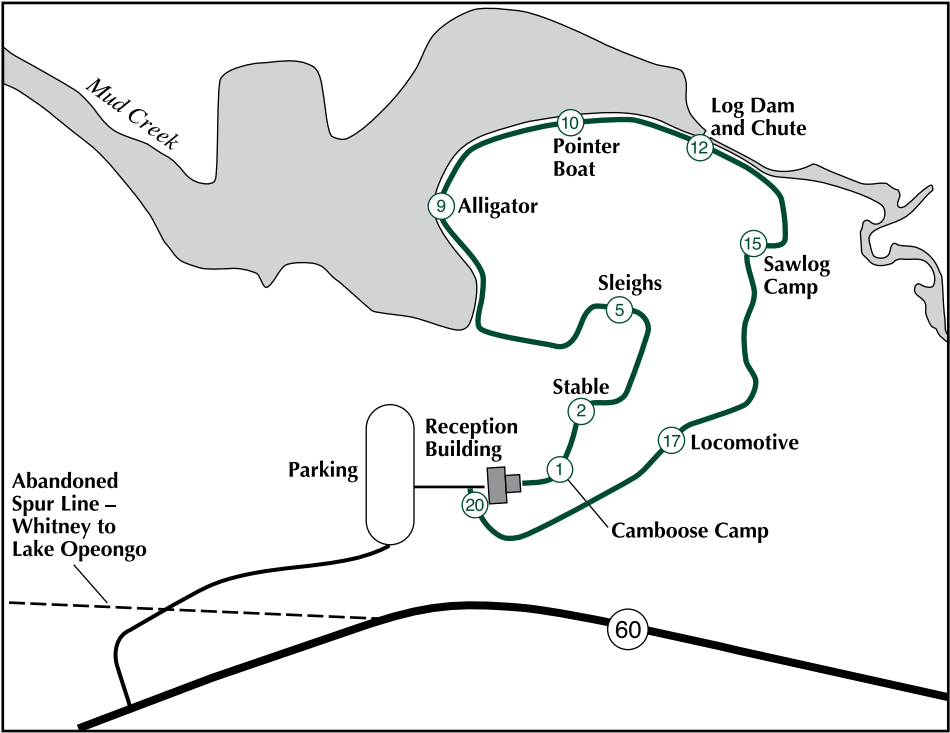 Mud Creek
Log Dam
and Chute
10
Pointer
Boat
12
9
Alligator
15
Sawlog
Camp
Sleighs
5
Stable
2
Reception
Building
17
Locomotive
Parking
1
20
Abandoned
Spur Line –
Whitney to
Lake Opeongo
Camboose Camp
60